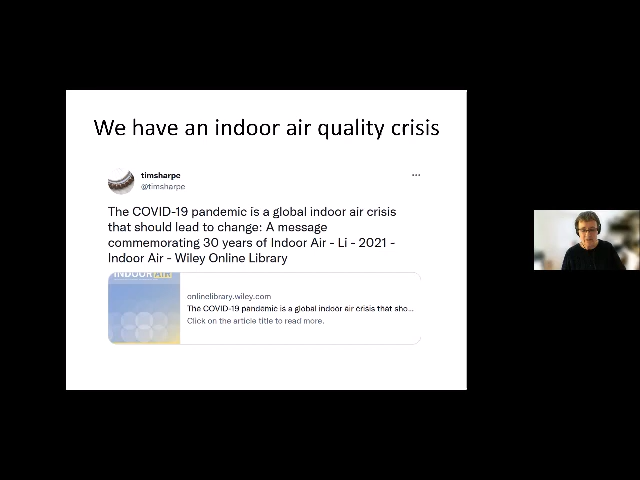 We have an indoor air quality crisis
timsharpe
@timsharpe
The COVID-19 pandemic is a global indoor air crisis
that should lead to change: A message
commemorating 30 years of Indoor Air - Li - 2021 -
Indoor Air - Wiley Online Library
INDOOR AIR
onlinelibrary.wiley.com
The COVID-19 pandemic is a global indoor air crisis that sho...
Click on the article title to read more.